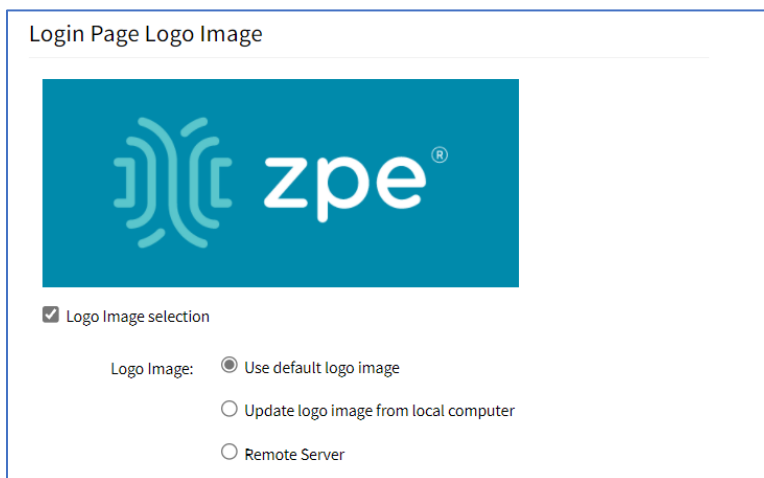 Login Page Logo Image
zpe®
Logo Image selection
Logo Image:
Use default logo image
Update logo image from local computer
Remote Server